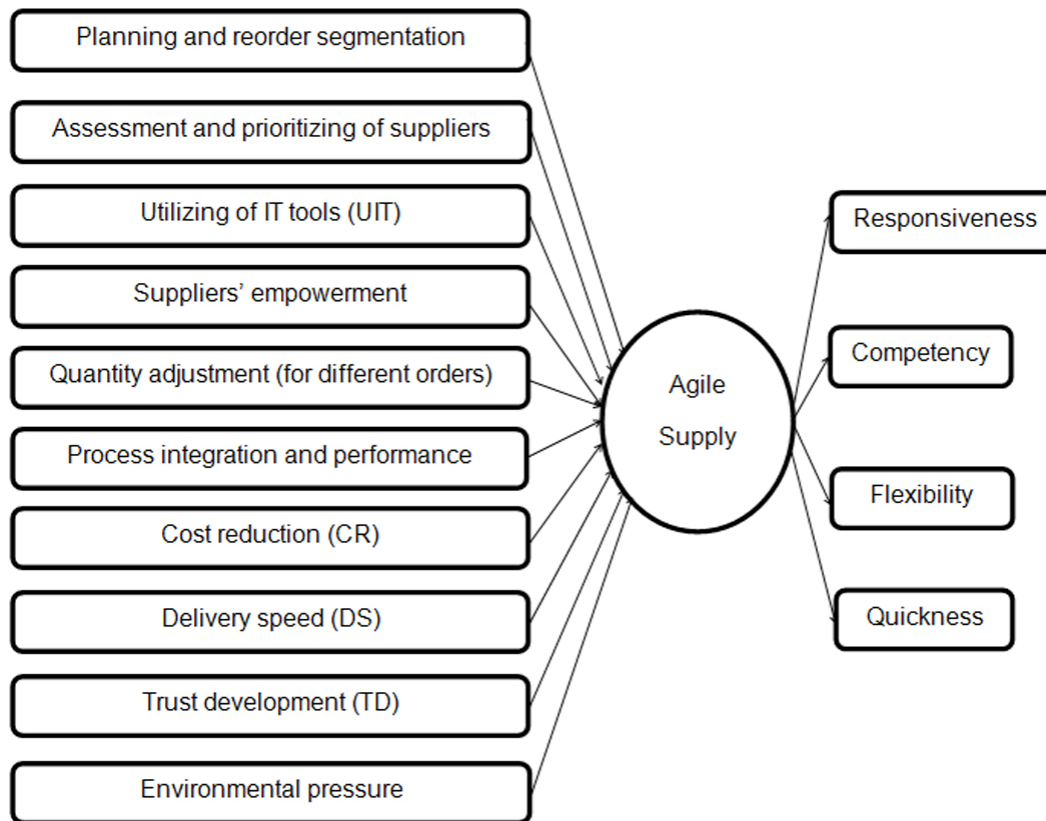 Planning and reorder segmentation
Assessment and prioritizing of suppliers
Utilizing of IT tools (UIT)
Suppliers’ empowerment
Quantity adjustment (for different orders)
Process integration and performance
Cost reduction (CR)
Delivery speed (DS)
Trust development (TD)
Environmental pressure
Agile
Supply
Responsiveness
Competency
Flexibility
Quickness